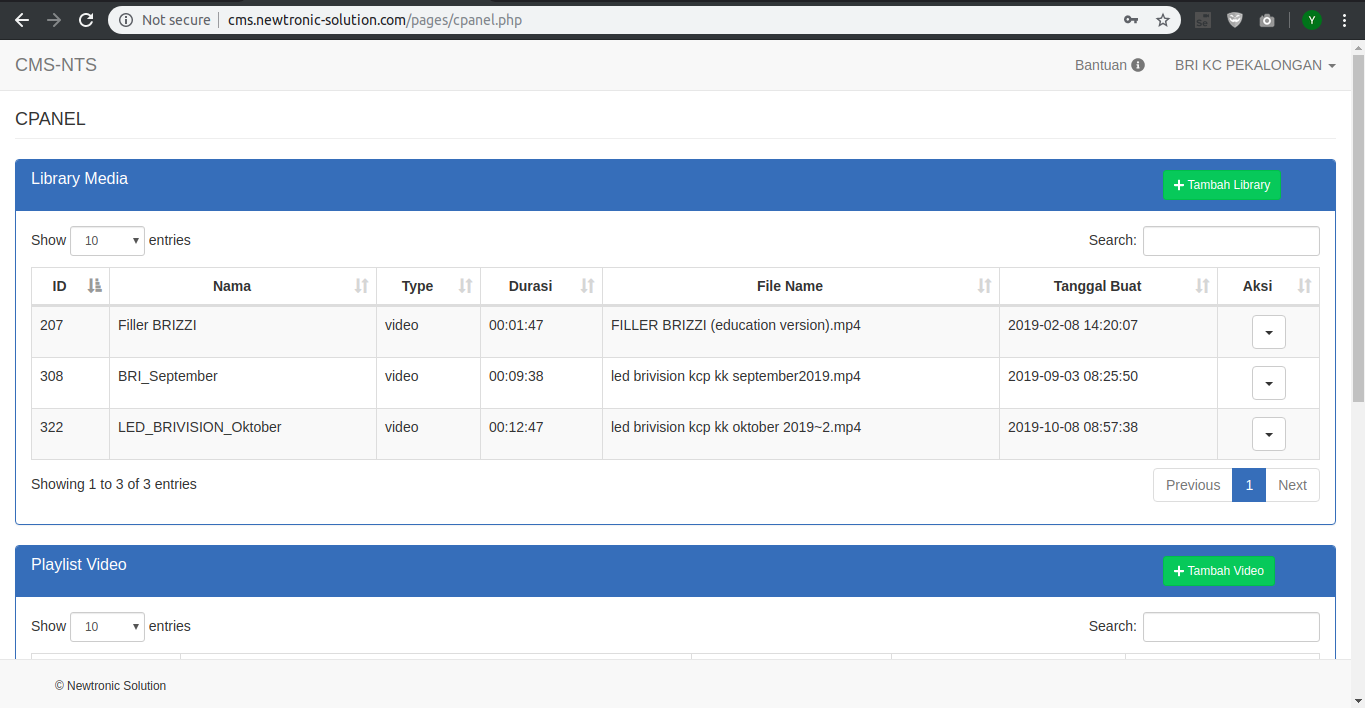 Not secure | cms.newtronic-solution.com/pages/cpanel.php
Y
CMS-NTS Bantuan BRI KC PEKALONGAN
CPANEL
Library Media + Tambah Library
Show 10 entries Search:
ID Nama Type Durasi File Name Tanggal Buat Aksi
207 Filler BRIZZI video 00:01:47 FILLER BRIZZI (education version).mp4 2019-02-08 14:20:07
308 BRI_September video 00:09:38 led brivision kcp kk september2019.mp4 2019-09-03 08:25:50
322 LED_BRIVISION_Oktober video 00:12:47 led brivision kcp kk oktober 2019~2.mp4 2019-10-08 08:57:38
Showing 1 to 3 of 3 entries Previous 1 Next
Playlist Video + Tambah Video
Show 10 entries Search:
© Newtronic Solution